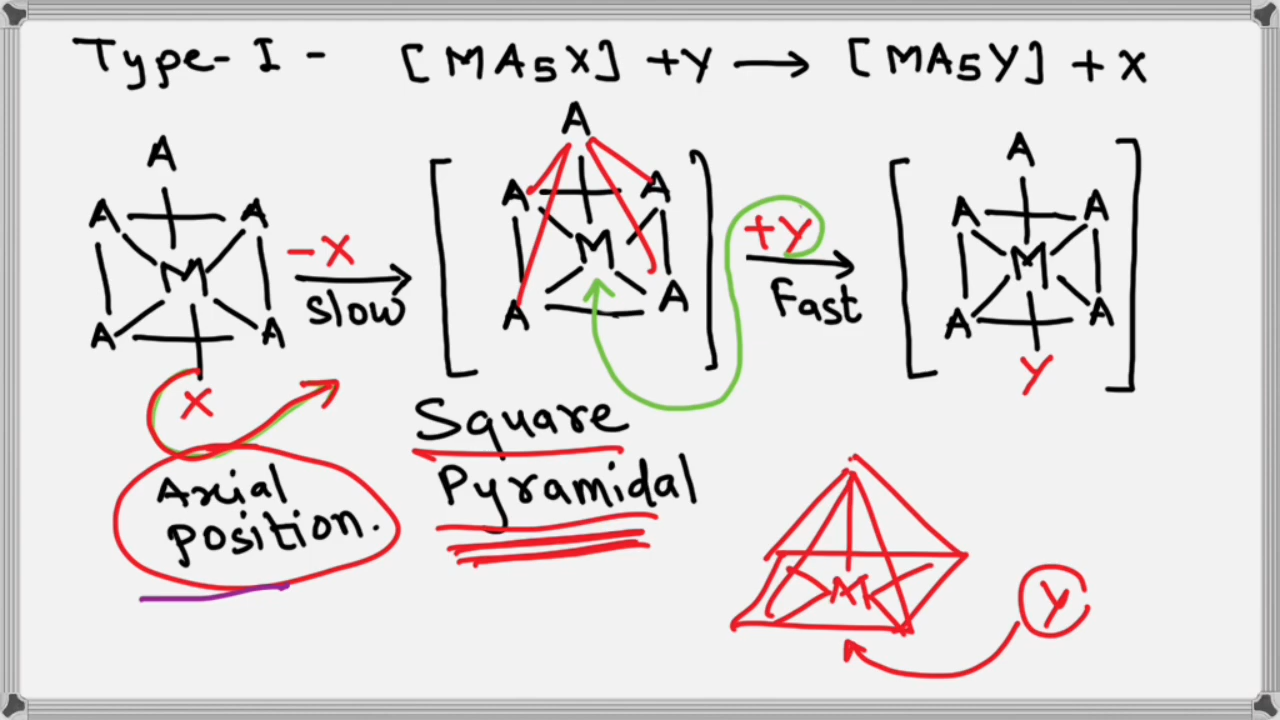 Type-I- [MA5X] +Y → [MA5Y] + X
A
A A
M
A A
X
-X
Slow
A
A A
M
A A
+Y
Fast
A
A A
M
A A
Y
Axial
position.
Square
Pyramidal
M
Y